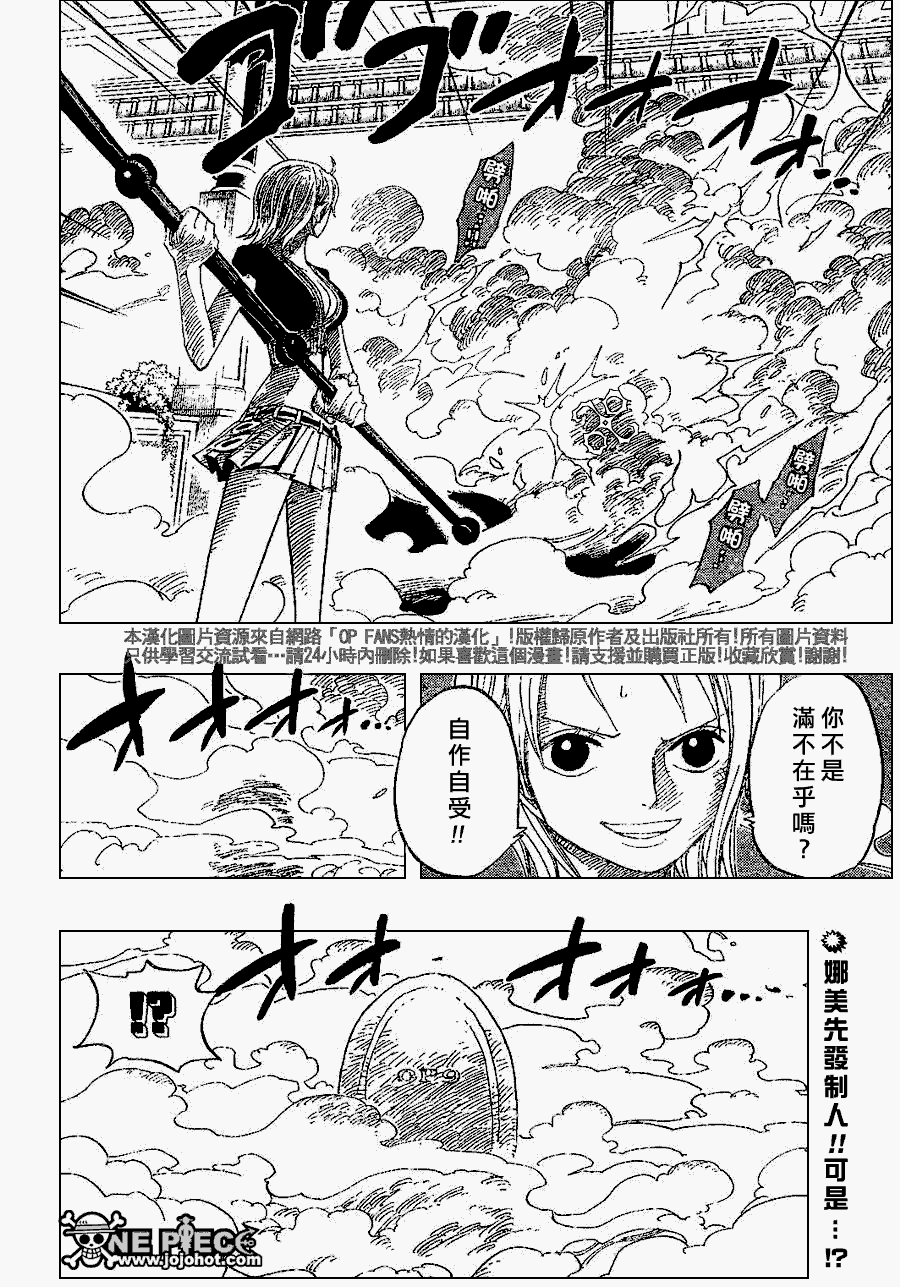 ゴゴゴオオオ…
劈啪…!!!
劈啪…
劈啪…
本漢化圖片資源來自網路「OP FANS熱情的漢化」!版權歸原作者及出版社所有!所有圖片資料
只供學習交流試看…請24小時內刪除!如果喜歡這個漫畫!請支援並購買正版!收藏欣賞!謝謝!
你不是
滿不在乎嗎？
自作
自受!!
オオオオ…
オオオオオ…
!?
娜美先發制人!!可是…!?
ONE PIECE
www.jojohot.com